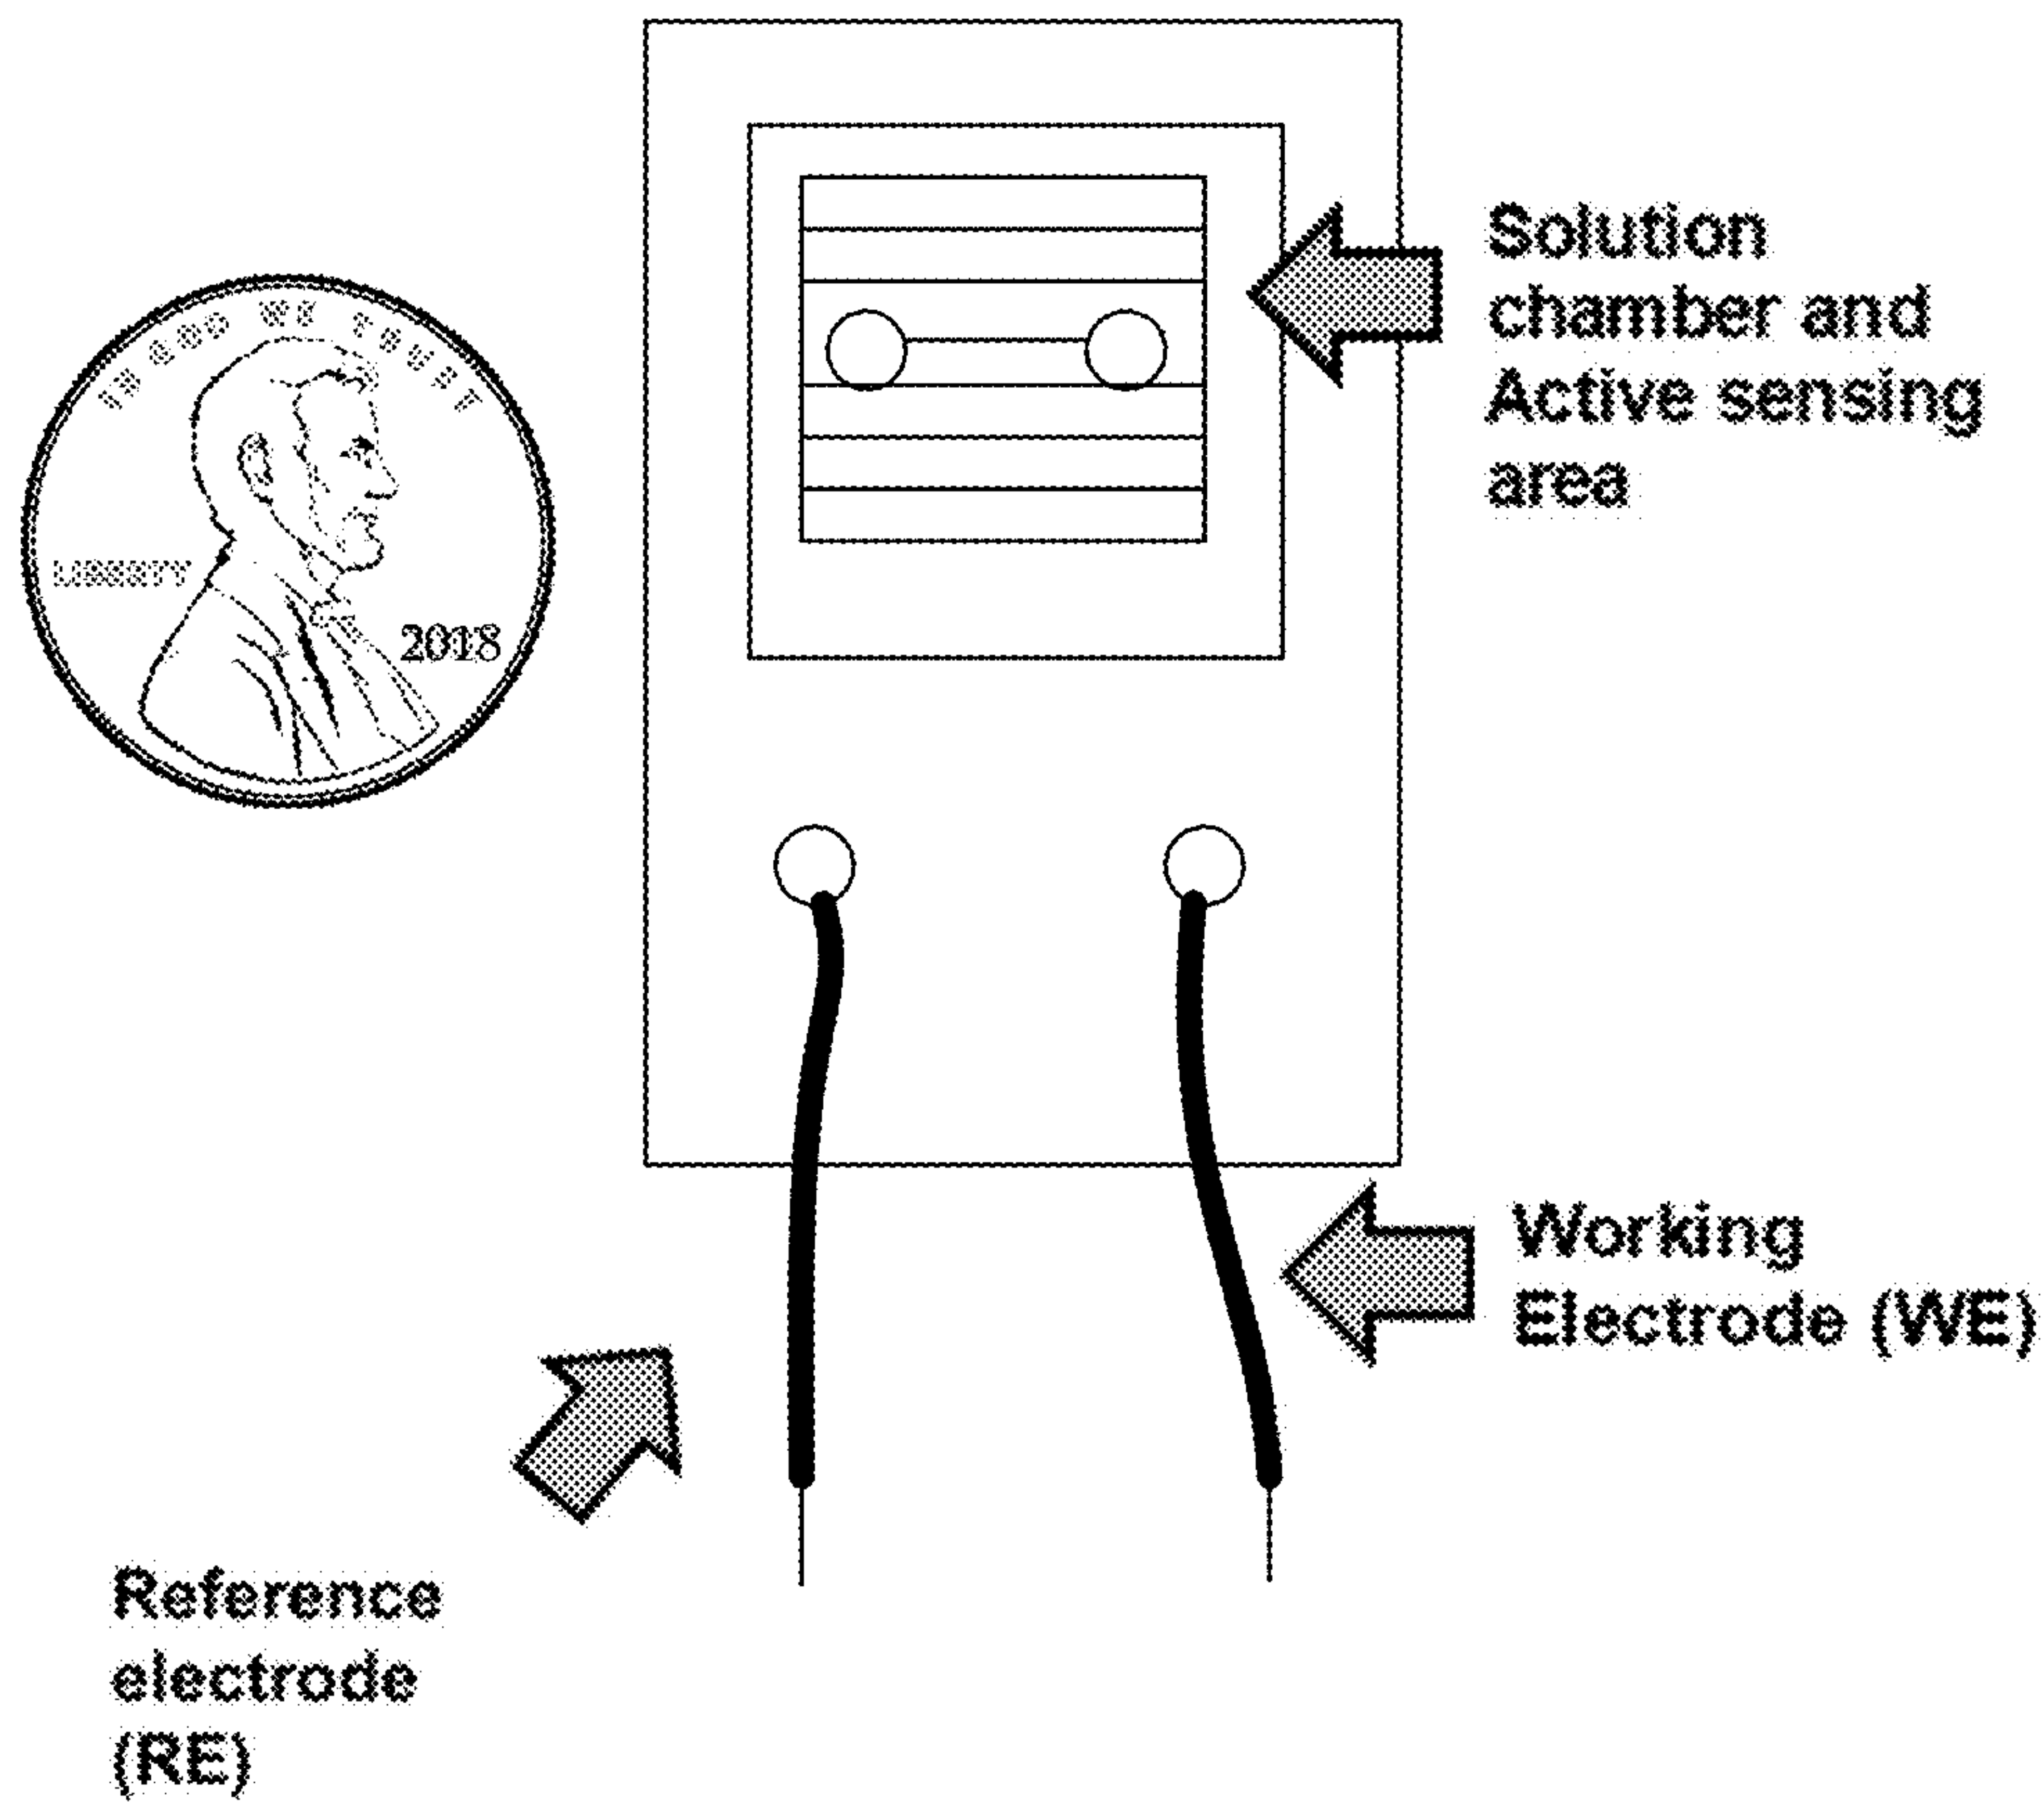 IN GOD WE TRUST
LIBERTY
2018
Solution
chamber and
Active sensing
area
Working
Electrode (WE)
Reference
electrode
(RE)